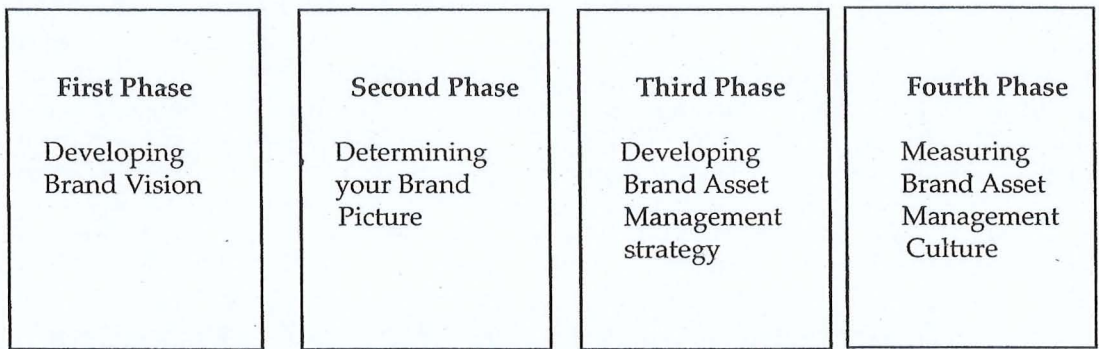 First Phase
Developing
Brand Vision
Second Phase
Determining
your Brand
Picture
Third Phase
Developing
Brand Asset
Management
strategy
Fourth Phase
Measuring
Brand Asset
Management
Culture